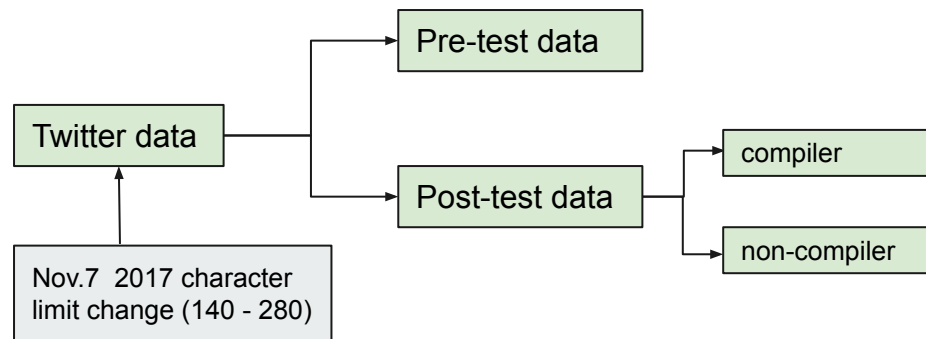 Pre-test data
Twitter data
Post-test data
compiler
non-compiler
Nov.7 2017 character
limit change (140 - 280)